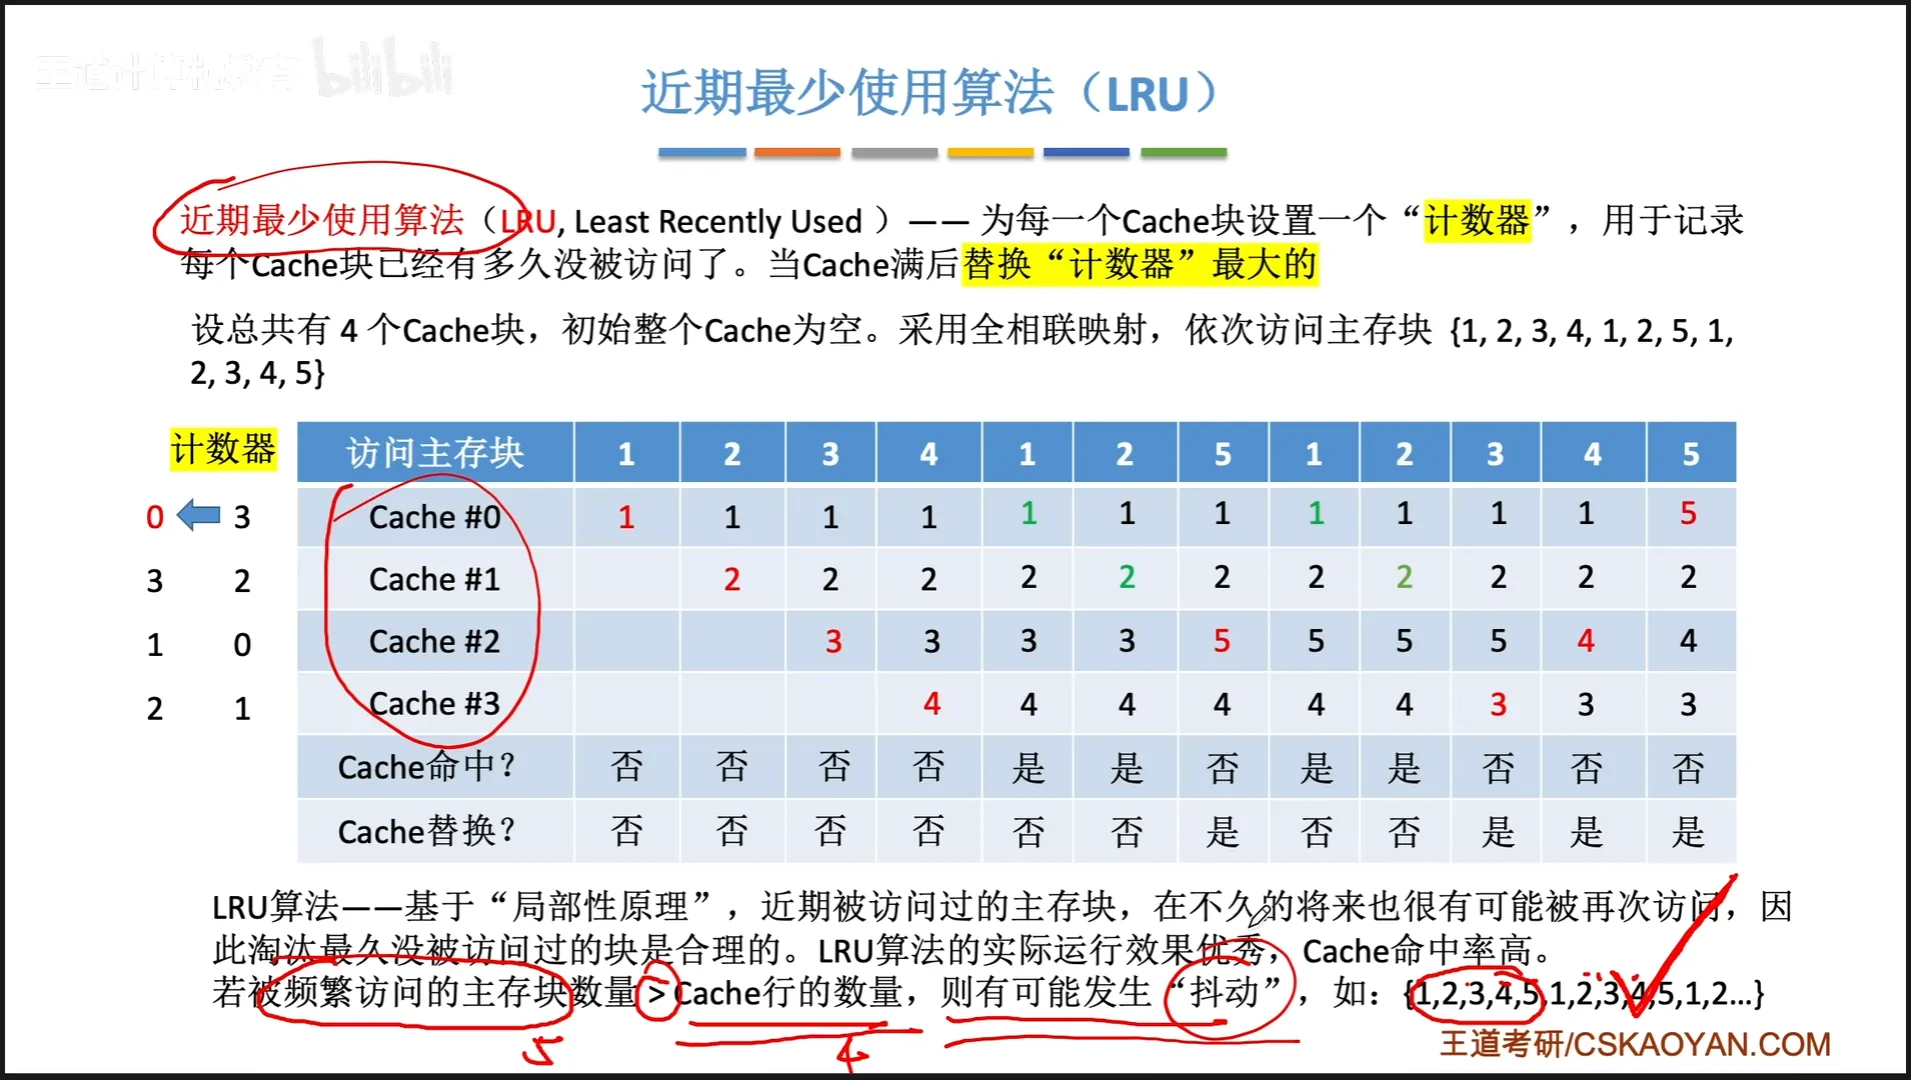 王道计算机教育 bilibili
近期最少使用算法（LRU）
近期最少使用算法（LRU, Least Recently Used ）—— 为每一个Cache块设置一个“计数器”，用于记录
每个Cache块已经有多久没被访问了。当Cache满后替换“计数器”最大的
设总共有 4 个Cache块，初始整个Cache为空。采用全相联映射，依次访问主存块 {1, 2, 3, 4, 1, 2, 5, 1,
2, 3, 4, 5}
计数器 访问主存块 1 2 3 4 1 2 5 1 2 3 4 5
0 3 Cache #0 1 1 1 1 1 1 1 1 1 1 1 5
3 2 Cache #1 2 2 2 2 2 2 2 2 2 2 2
1 0 Cache #2 3 3 3 3 5 5 5 5 4 4
2 1 Cache #3 4 4 4 4 4 4 3 3 3
Cache命中？ 否 否 否 否 是 是 否 是 是 否 否 否
Cache替换？ 否 否 否 否 否 否 是 否 否 是 是 是
LRU算法——基于“局部性原理”，近期被访问过的主存块，在不久的将来也很有可能被再次访问，因
此淘汰最久没被访问过的块是合理的。LRU算法的实际运行效果优秀，Cache命中率高。
若被频繁访问的主存块数量 > Cache行的数量，则有可能发生“抖动”，如：{1,2,3,4,5,1,2,3,4,5,1,2…}
5 4
王道考研/CSKAOYAN.COM